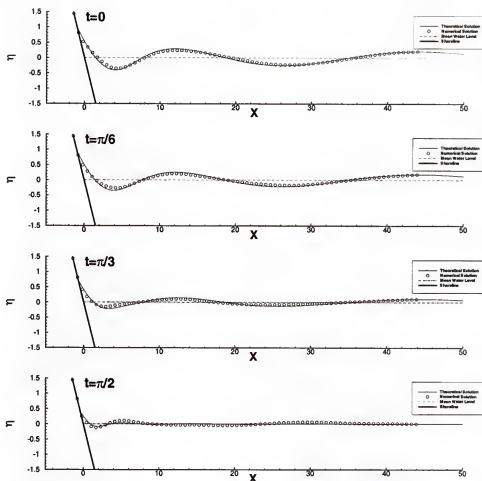 t=0
Theoretical Solution
Numerical Solution
Mean Water Level
Shoreline
η
1.5
1
0.5
0
-0.5
-1
-1.5
0 10 20 30 40 50
X
t=π/6
Theoretical Solution
Numerical Solution
Mean Water Level
Shoreline
η
1.5
1
0.5
0
-0.5
-1
-1.5
0 10 20 30 40 50
X
t=π/3
Theoretical Solution
Numerical Solution
Mean Water Level
Shoreline
η
1.5
1
0.5
0
-0.5
-1
-1.5
0 10 20 30 40 50
X
t=π/2
Theoretical Solution
Numerical Solution
Mean Water Level
Shoreline
η
1.5
1
0.5
0
-0.5
-1
-1.5
0 10 20 30 40 50
X